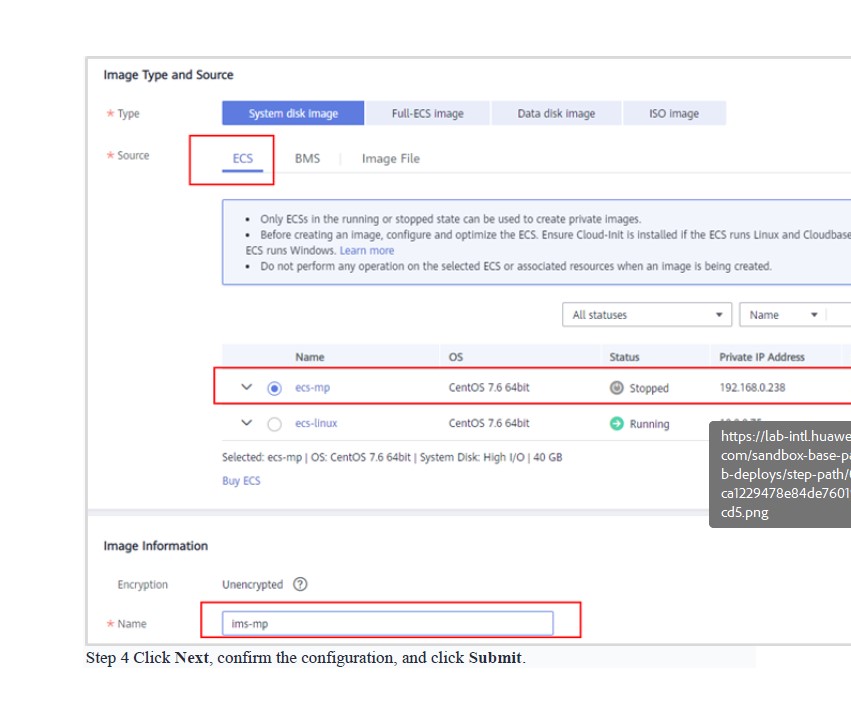 Image Type and Source
* Type System disk image Full-ECS image Data disk image ISO image
* Source ECS BMS Image File
• Only ECSs in the running or stopped state can be used to create private images.
• Before creating an image, configure and optimize the ECS. Ensure Cloud-Init is installed if the ECS runs Linux and Cloudbase
ECS runs Windows. Learn more
• Do not perform any operation on the selected ECS or associated resources when an image is being created.
All statuses Name
Name OS Status Private IP Address
ecs-mp CentOS 7.6 64bit Stopped 192.168.0.238
ecs-linux CentOS 7.6 64bit Running
https://lab-intl.huawe
com/sandbox-base-pa
b-deploys/step-path/
ca1229478e84de7601
cd5.png
Selected: ecs-mp | OS: CentOS 7.6 64bit | System Disk: High I/O | 40 GB
Buy ECS
Image Information
Encryption Unencrypted ?
* Name ims-mp
Step 4 Click Next, confirm the configuration, and click Submit.